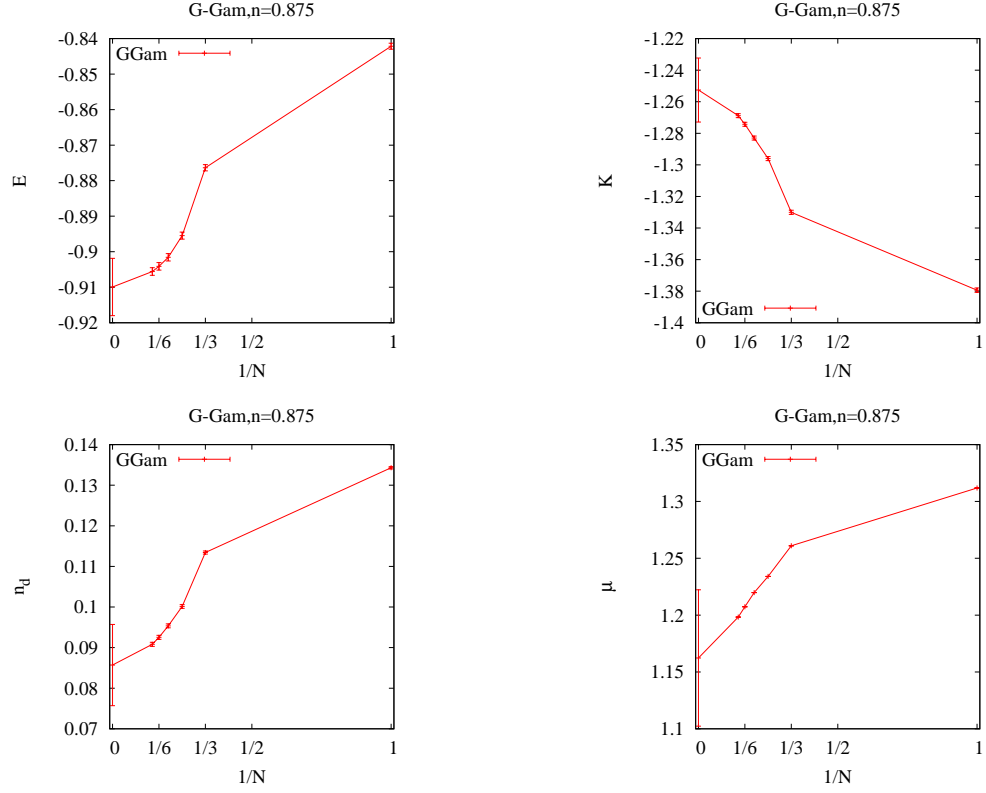 G-Gam,n=0.875
GGam
-0.84
-0.85
-0.86
-0.87
-0.88
-0.89
-0.9
-0.91
-0.92
E
0 1/6 1/3 1/2 1
1/N
G-Gam,n=0.875
-1.22
-1.24
-1.26
-1.28
-1.3
-1.32
-1.34
-1.36
-1.38
-1.4
K
GGam
0 1/6 1/3 1/2 1
1/N
G-Gam,n=0.875
GGam
0.14
0.13
0.12
0.11
0.1
0.09
0.08
0.07
n_d
0 1/6 1/3 1/2 1
1/N
G-Gam,n=0.875
GGam
1.35
1.3
1.25
1.2
1.15
1.1
μ
0 1/6 1/3 1/2 1
1/N